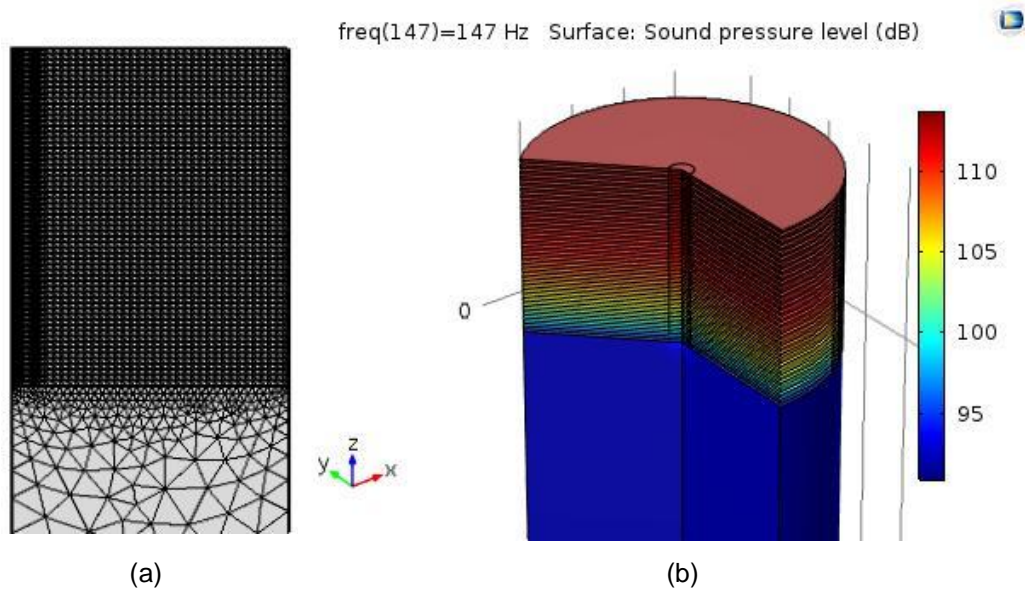 freq(147)=147 Hz Surface: Sound pressure level (dB)
110
105
0
100
95
z
y
x
(a)
(b)